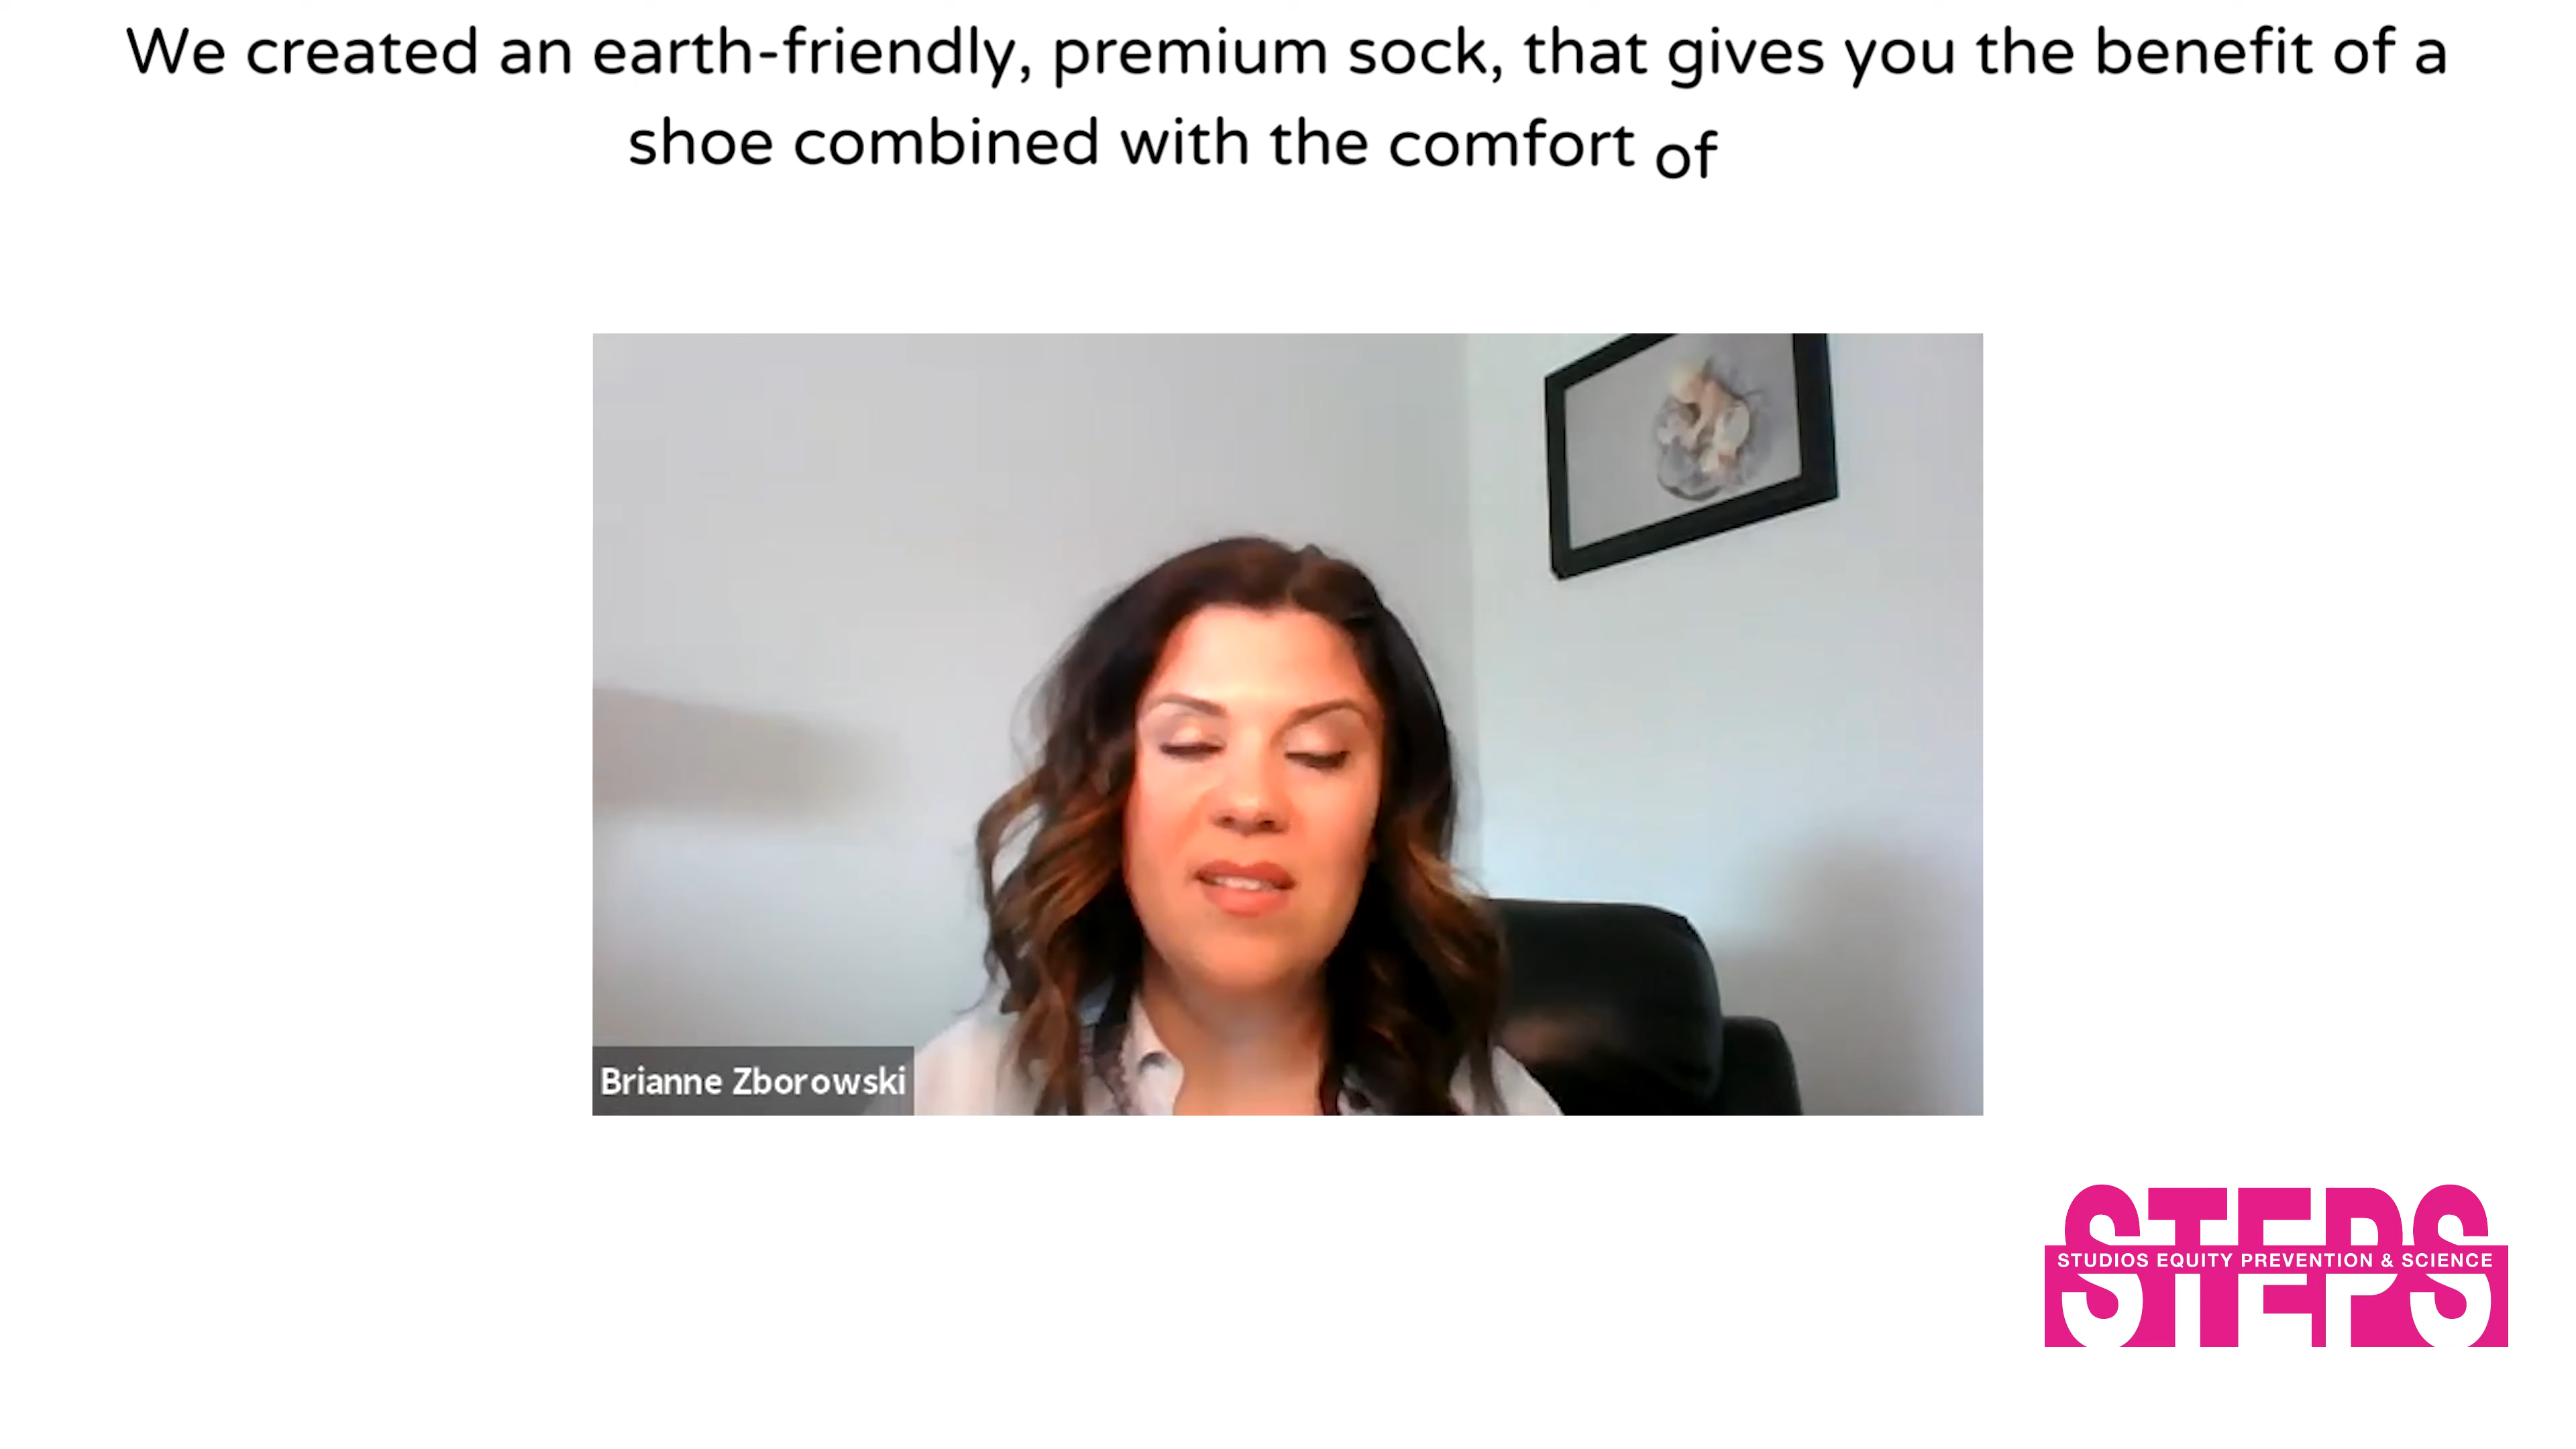 We created an earth-friendly, premium sock, that gives you the benefit of a
shoe combined with the comfort of
Brianne Zborowski
STEPS
STUDIOS EQUITY PREVENTION & SCIENCE